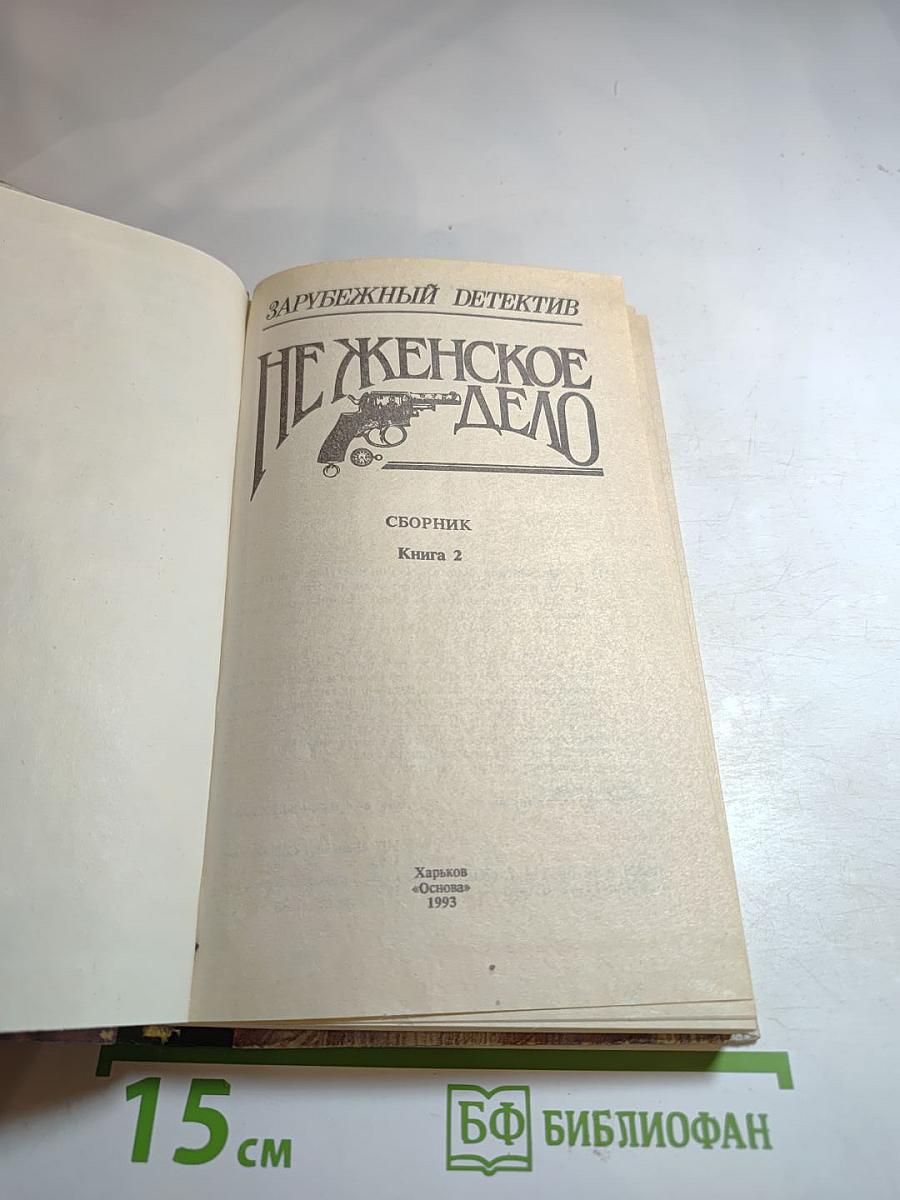 ЗАРУБЕЖНЫЙ ДЕТЕКТИВ
НЕ ЖЕНСКОЕ
ДЕЛО
СБОРНИК
Книга 2
Харьков
«Основа»
1993
15 см
БФ БИБЛИОФАН